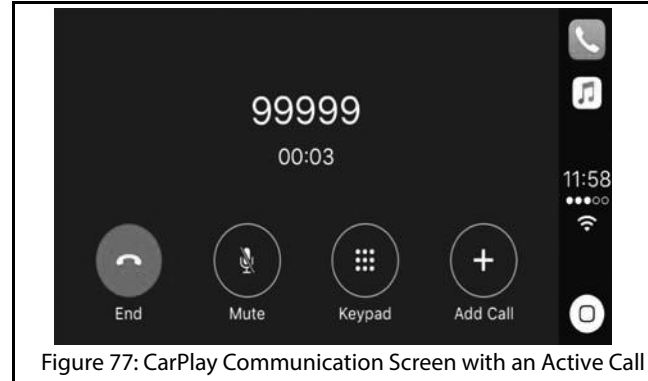 99999
00:03
11:58
End
Mute
Keypad
Add Call
Figure 77: CarPlay Communication Screen with an Active Call